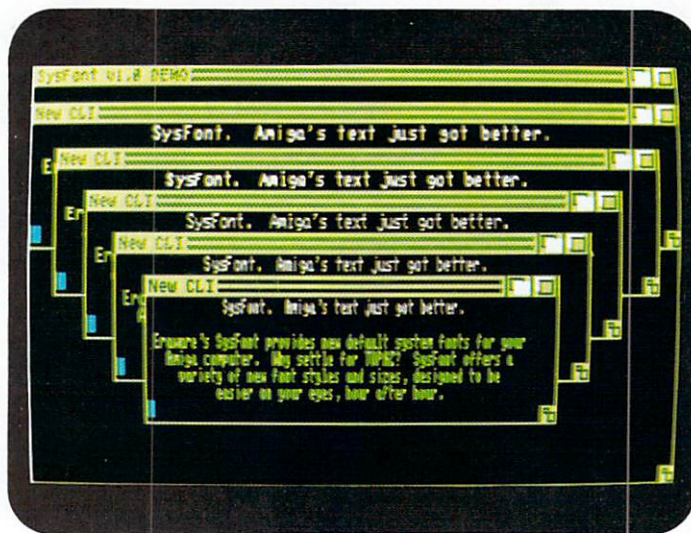 SysFont v1.0 DEMO
New CLI
SysFont. Amiga's text just got better.
New CLI
SysFont. Amiga's text just got better.
New CLI
SysFont. Amiga's text just got better.
New CLI
SysFont. Amiga's text just got better.
New CLI
SysFont. Amiga's text just got better.
Eruware's SysFont provides new default system fonts for your
Amiga computer. Why settle for TOPAZ? SysFont offers a
variety of new font styles and sizes, designed to be
easier on your eyes, hour after hour.